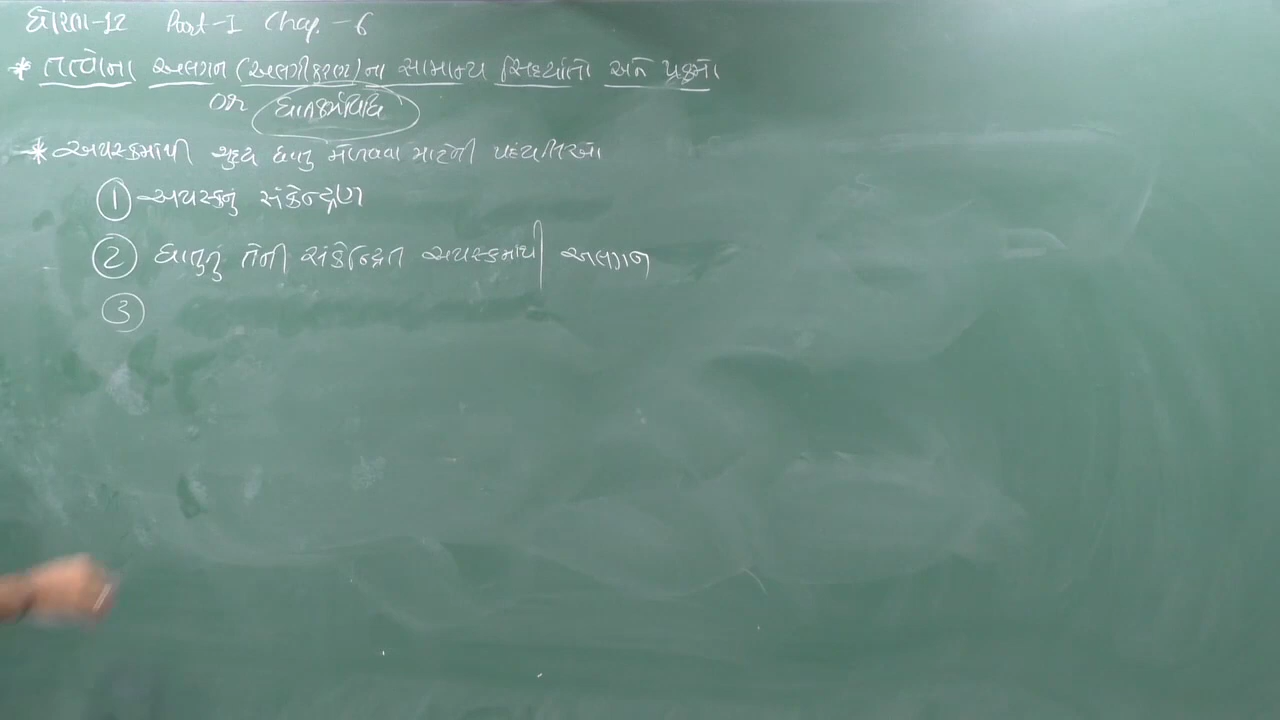 ધોરણ-12 Part-I Chap. - 6
* તત્વોના અલગન (અલગીકરણ)ના સામાન્ય સિદ્ધાંતો અને પ્રક્રમો
OR ધાતુકર્મવિધિ
* અયસ્કમાંથી શુદ્ધ ધાતુ મેળવવા માટેની પદ્ધતિઓ
① અયસ્કનું સંકેન્દ્રણ
② ધાતુનું તેની સંકેન્દ્રિત અયસ્કમાંથી અલગન
③